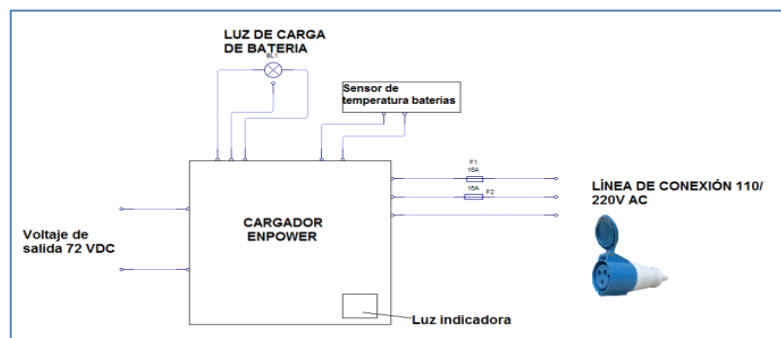 LUZ DE CARGA
DE BATERIA
BL1
Sensor de
temperatura baterías
F1
16A
16A
F2
LÍNEA DE CONEXIÓN 110/
220V AC
CARGADOR
ENPOWER
Voltaje de
salida 72 VDC
Luz indicadora